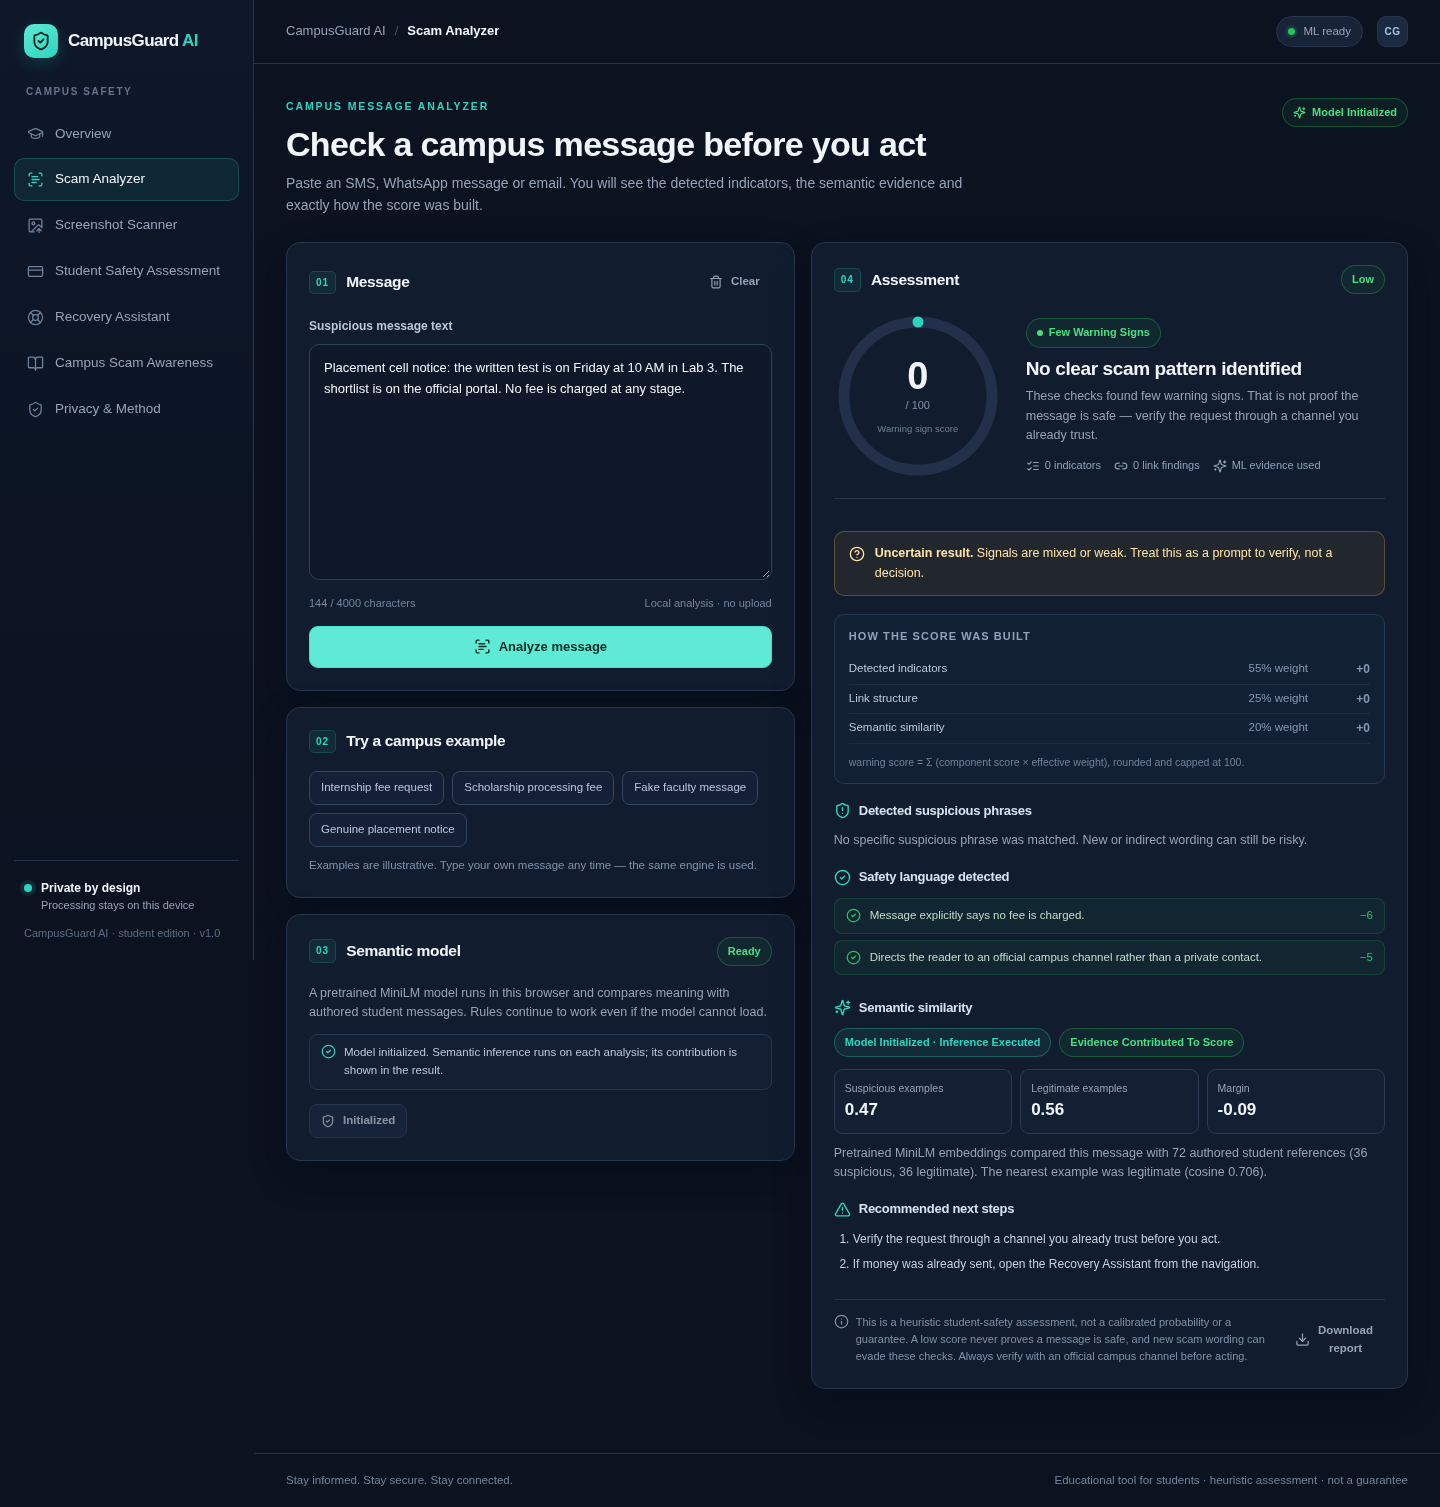 CampusGuard AI
CAMPUS SAFETY
Overview
Scam Analyzer
Screenshot Scanner
Student Safety Assessment
Recovery Assistant
Campus Scam Awareness
Privacy & Method
Private by design
Processing stays on this device
CampusGuard AI · student edition · v1.0
CampusGuard AI / Scam Analyzer
ML ready
CG
CAMPUS MESSAGE ANALYZER
Model Initialized
Check a campus message before you act
Paste an SMS, WhatsApp message or email. You will see the detected indicators, the semantic evidence and
exactly how the score was built.
01 Message
Clear
Suspicious message text
Placement cell notice: the written test is on Friday at 10 AM in Lab 3. The
shortlist is on the official portal. No fee is charged at any stage.
144 / 4000 characters
Local analysis · no upload
Analyze message
02 Try a campus example
Internship fee request
Scholarship processing fee
Fake faculty message
Genuine placement notice
Examples are illustrative. Type your own message any time — the same engine is used.
03 Semantic model
Ready
A pretrained MiniLM model runs in this browser and compares meaning with
authored student messages. Rules continue to work even if the model cannot load.
Model initialized. Semantic inference runs on each analysis; its contribution is
shown in the result.
Initialized
04 Assessment
Low
0
/ 100
Warning sign score
Few Warning Signs
No clear scam pattern identified
These checks found few warning signs. That is not proof the
message is safe — verify the request through a channel you
already trust.
0 indicators
0 link findings
ML evidence used
Uncertain result. Signals are mixed or weak. Treat this as a prompt to verify, not a
decision.
HOW THE SCORE WAS BUILT
Detected indicators 55% weight +0
Link structure 25% weight +0
Semantic similarity 20% weight +0
warning score = Σ (component score × effective weight), rounded and capped at 100.
Detected suspicious phrases
No specific suspicious phrase was matched. New or indirect wording can still be risky.
Safety language detected
Message explicitly says no fee is charged. −6
Directs the reader to an official campus channel rather than a private contact. −5
Semantic similarity
Model Initialized · Inference Executed
Evidence Contributed To Score
Suspicious examples
0.47
Legitimate examples
0.56
Margin
-0.09
Pretrained MiniLM embeddings compared this message with 72 authored student references (36
suspicious, 36 legitimate). The nearest example was legitimate (cosine 0.706).
Recommended next steps
1. Verify the request through a channel you already trust before you act.
2. If money was already sent, open the Recovery Assistant from the navigation.
This is a heuristic student-safety assessment, not a calibrated probability or a
guarantee. A low score never proves a message is safe, and new scam wording can
evade these checks. Always verify with an official campus channel before acting.
Download
report
Stay informed. Stay secure. Stay connected.
Educational tool for students · heuristic assessment · not a guarantee